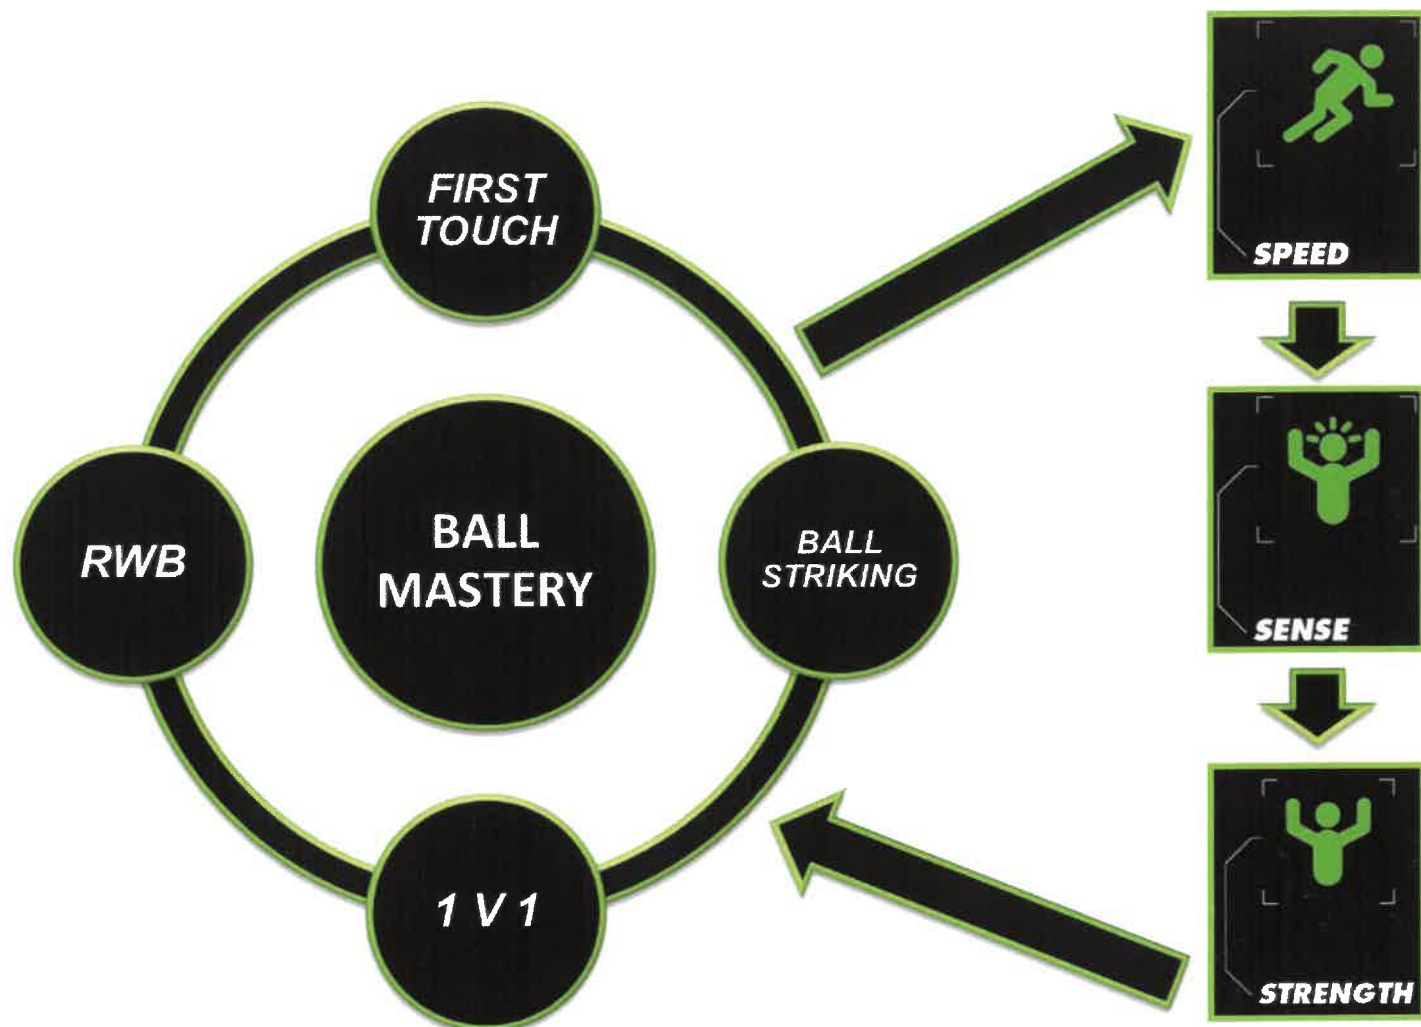 FIRST
TOUCH
RWB
BALL
MASTERY
BALL
STRIKING
1 V 1
SPEED
SENSE
STRENGTH